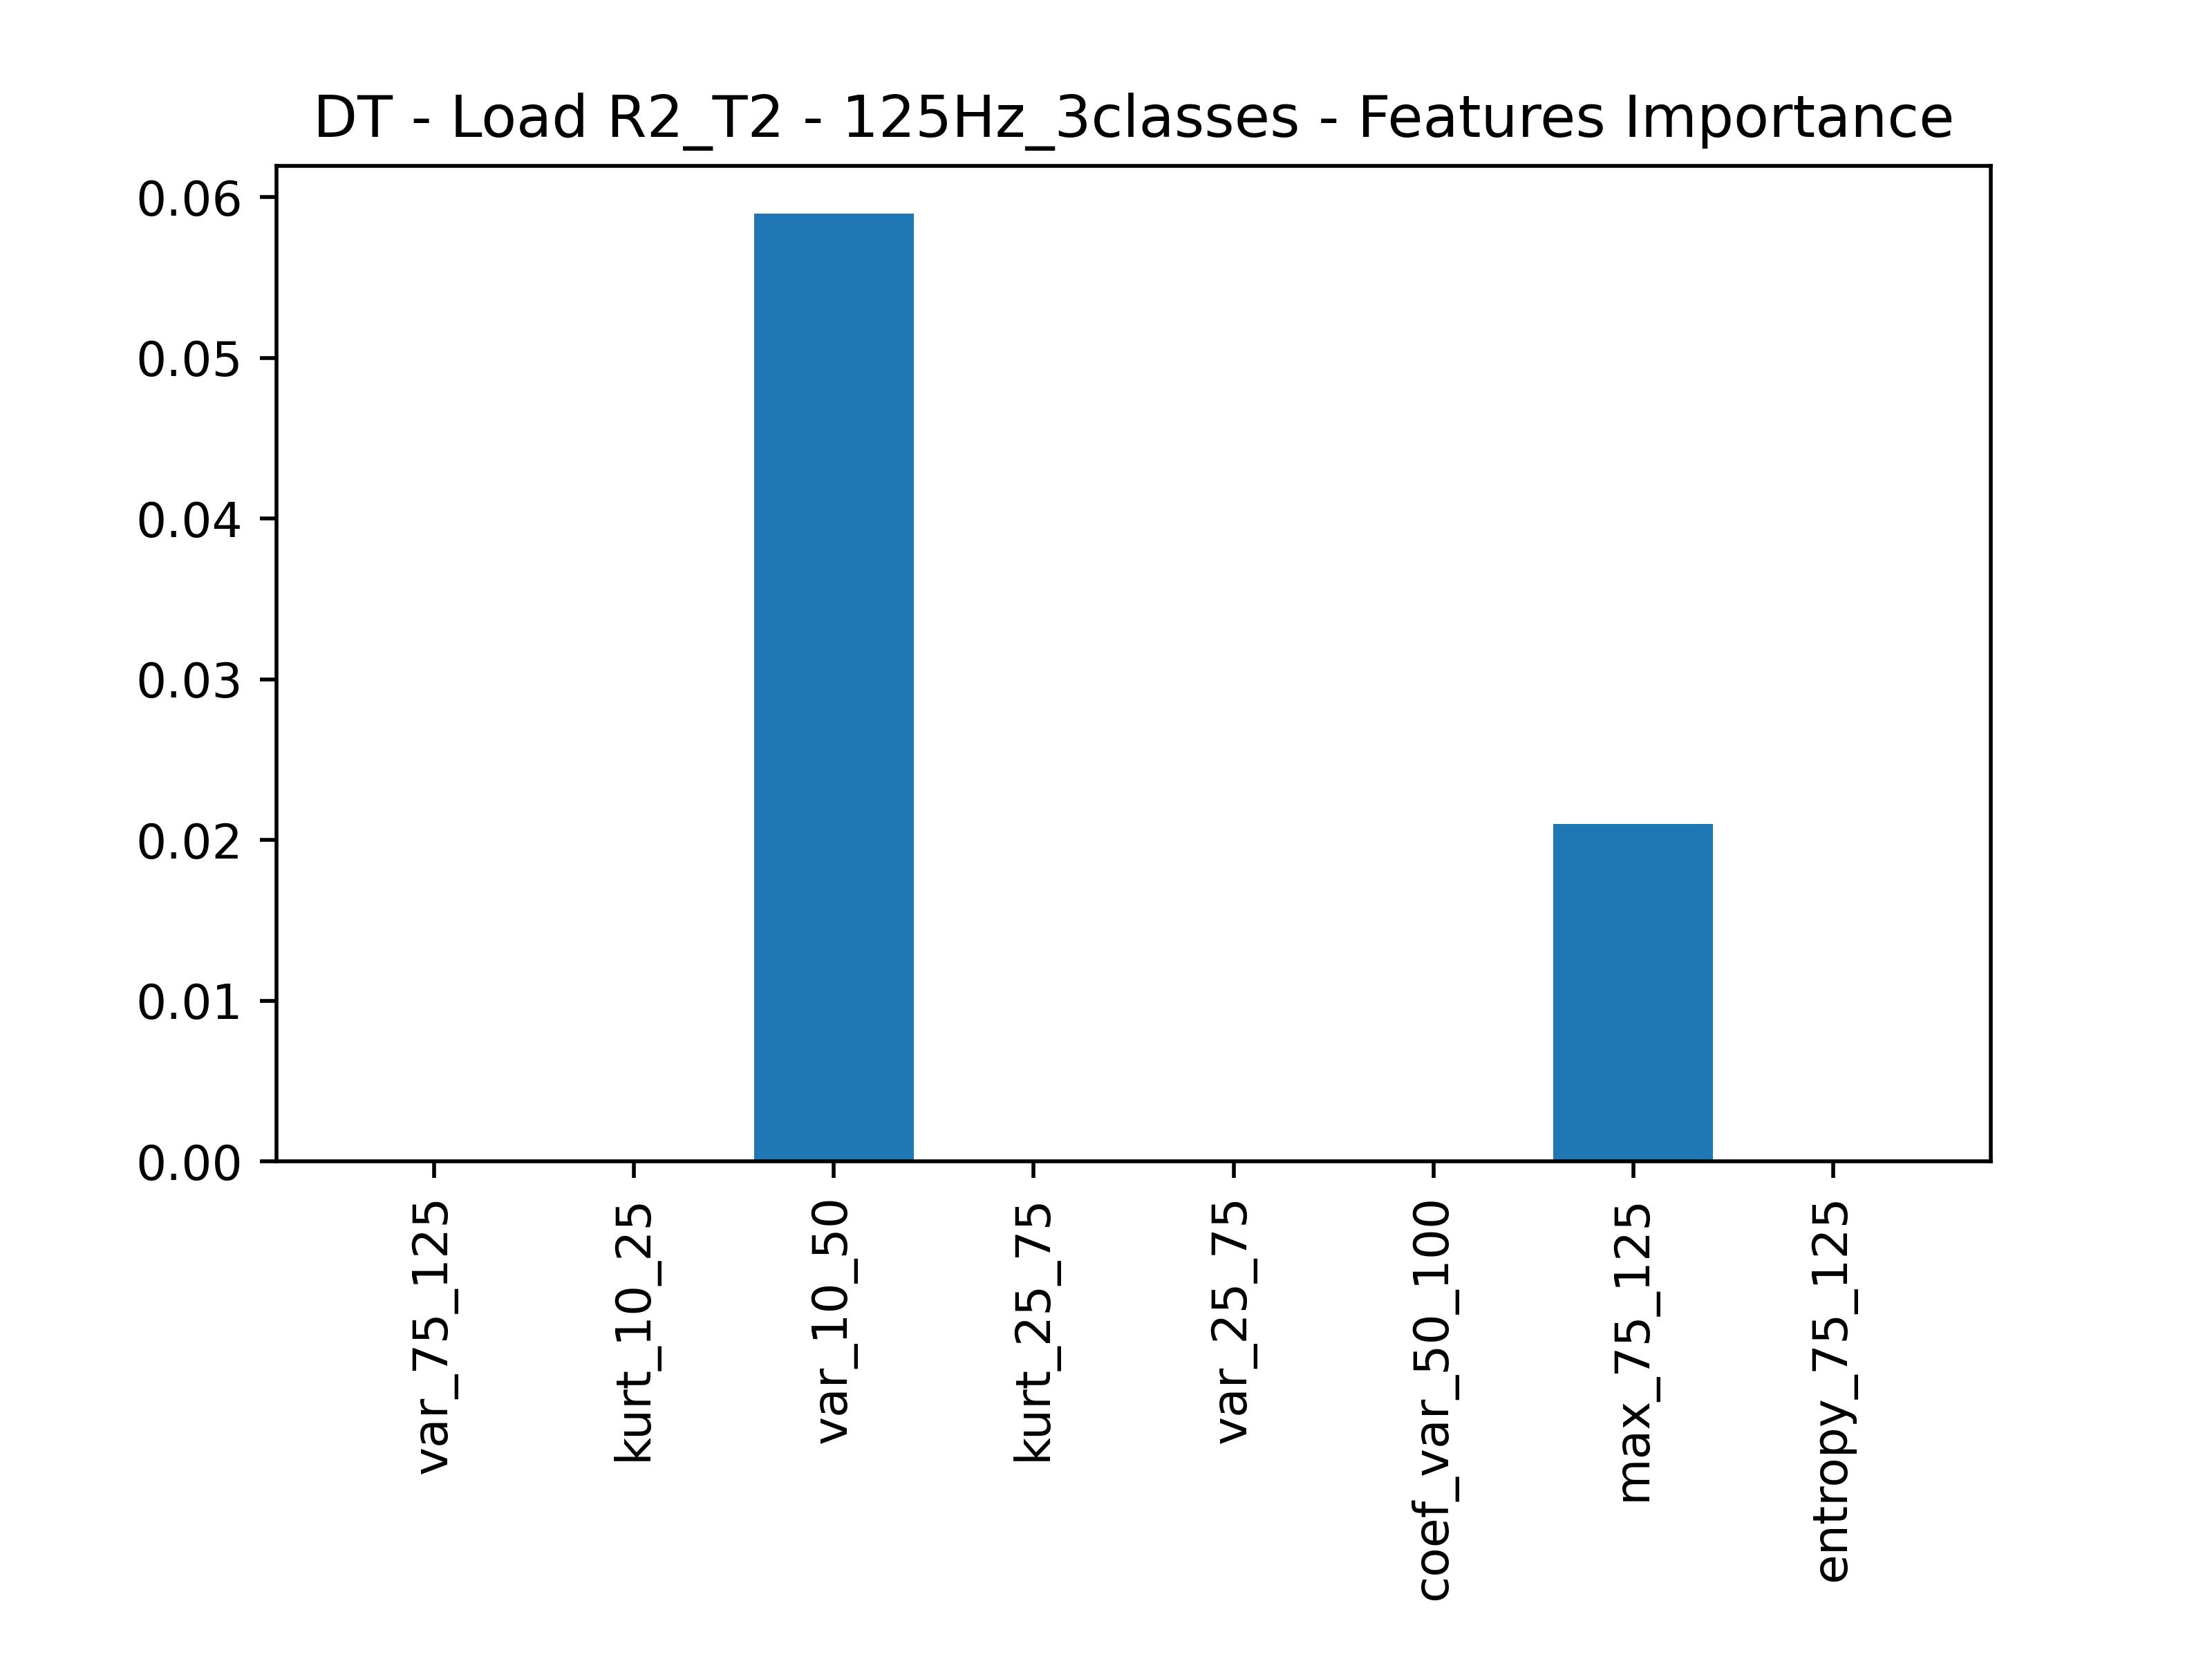 DT - Load R2_T2 - 125Hz_3classes - Features Importance
0.06
0.05
0.04
0.03
0.02
0.01
0.00
var_75_125
kurt_10_25
var_10_50
kurt_25_75
var_25_75
coef_var_50_100
max_75_125
entropy_75_125